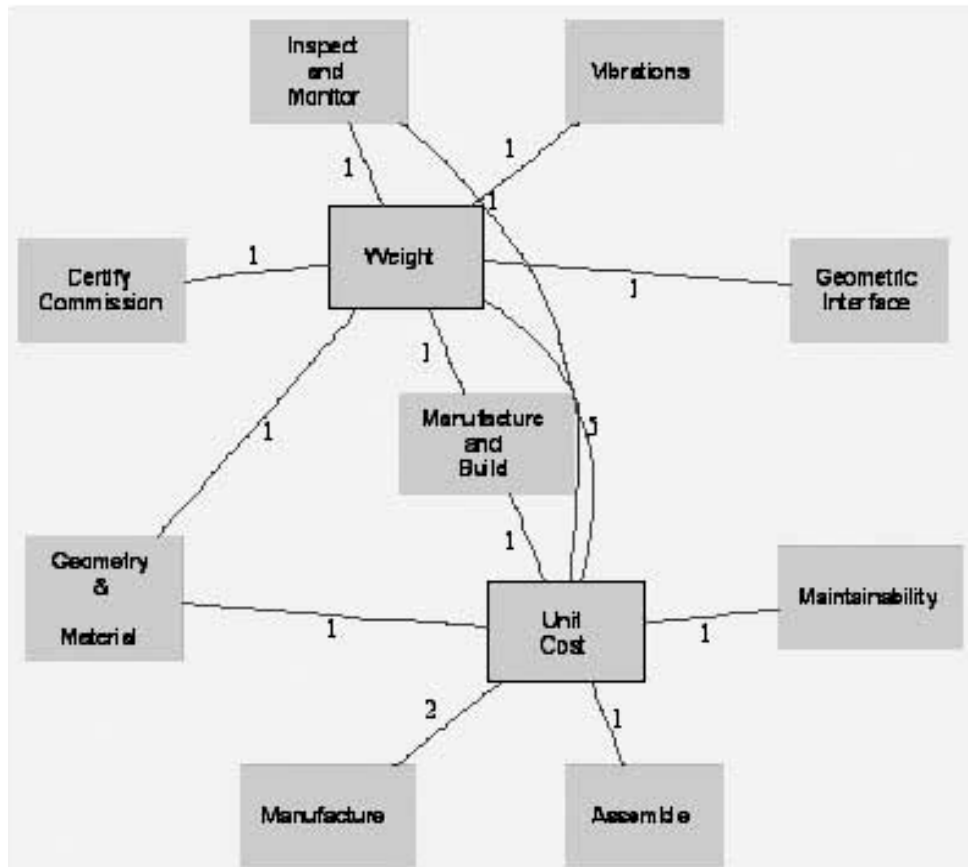 Inspect
and
Monitor
Vibrations
1
1
1
Weight
1
Certify
Commission
1
Geometric
Interface
1
1
5
Manufacture
and
Build
1
Geometry
&
Material
1
Unit
Cost
1
Maintainability
2
1
Manufacture
Assemble